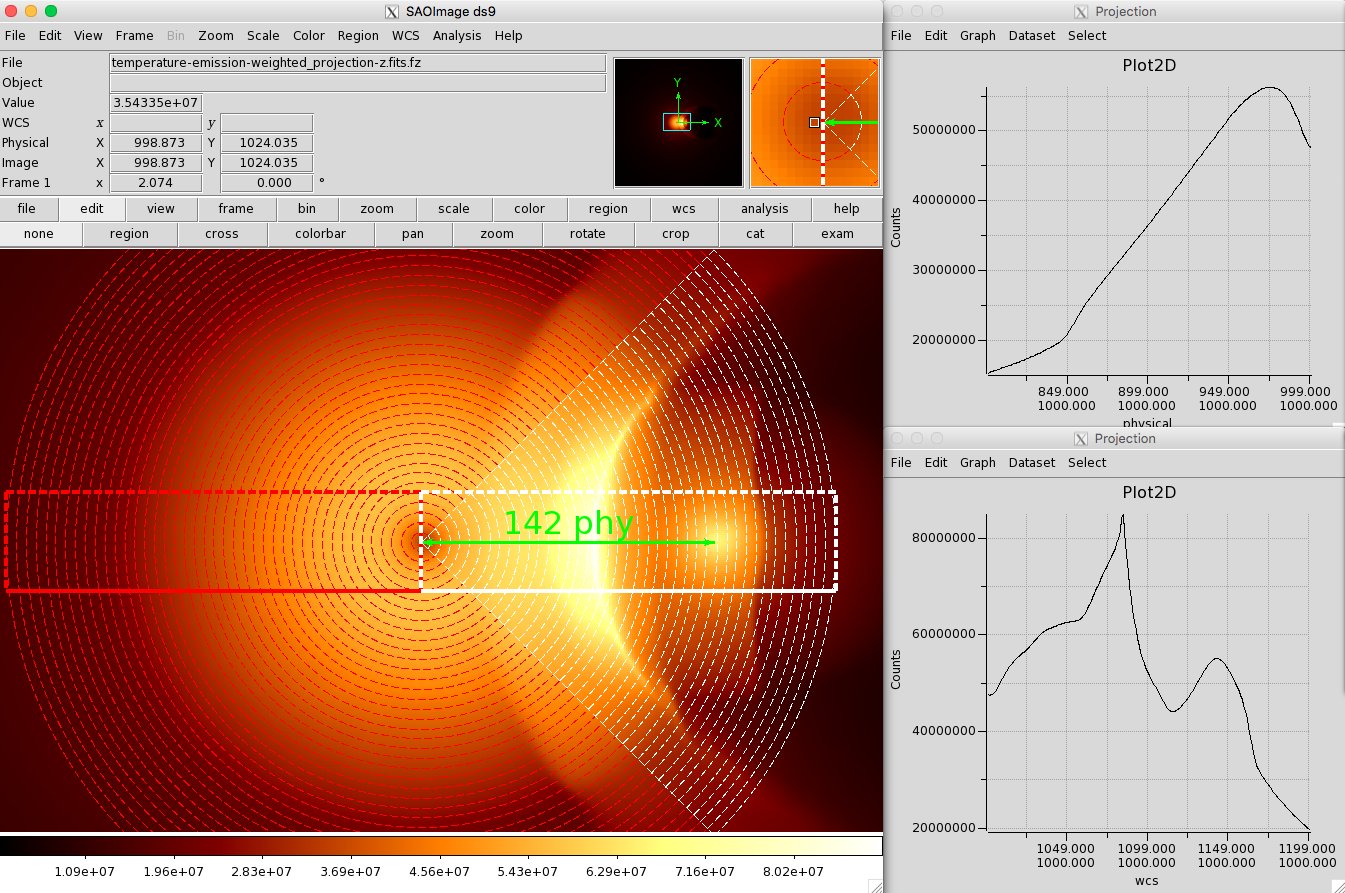 SAOImage ds9
File Edit View Frame Bin Zoom Scale Color Region WCS Analysis Help
File temperature-emission-weighted_projection-z.fits.fz
Object
Value 3.54335e+07
WCS x y
Physical X 998.873 Y 1024.035
Image X 998.873 Y 1024.035
Frame 1 x 2.074 0.000 °
Y
X
file edit view frame bin zoom scale color region wcs analysis help
none region cross colorbar pan zoom rotate crop cat exam
142 phy
1.09e+07 1.96e+07 2.83e+07 3.69e+07 4.56e+07 5.43e+07 6.29e+07 7.16e+07 8.02e+07
Projection
File Edit Graph Dataset Select
Plot2D
50000000
40000000
30000000
20000000
Counts
849.000 899.000 949.000 999.000
1000.000 1000.000 1000.000 1000.000
physical
Projection
File Edit Graph Dataset Select
Plot2D
80000000
60000000
40000000
20000000
Counts
1049.000 1099.000 1149.000 1199.000
1000.000 1000.000 1000.000 1000.000
wcs